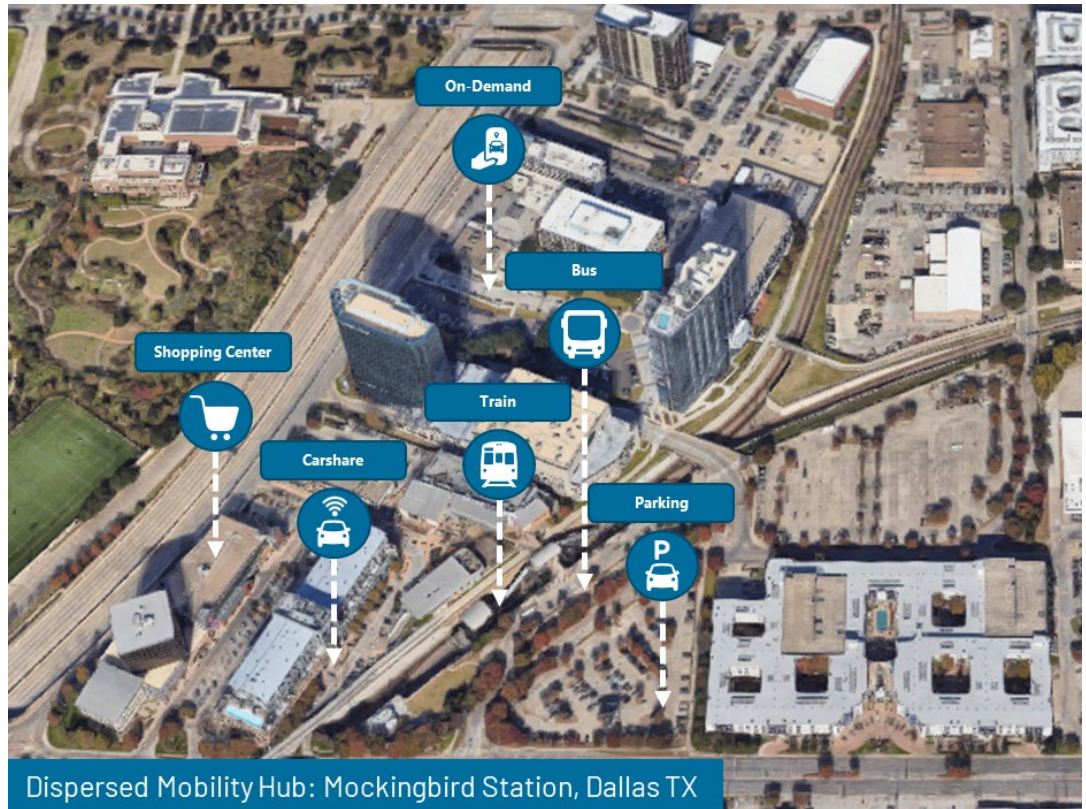 On-Demand
Bus
Shopping Center
Train
Carshare
Parking
P
Dispersed Mobility Hub: Mockingbird Station, Dallas TX